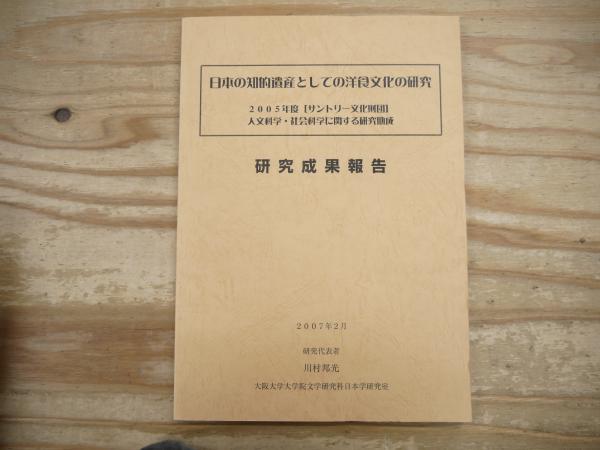 日本の知的遺産としての洋食文化の研究
2005年度［サントリー文化財団］
人文科学・社会科学に関する研究助成
研究成果報告
2007年2月
研究代表者
川村邦光
大阪大学大学院文学研究科日本学研究室